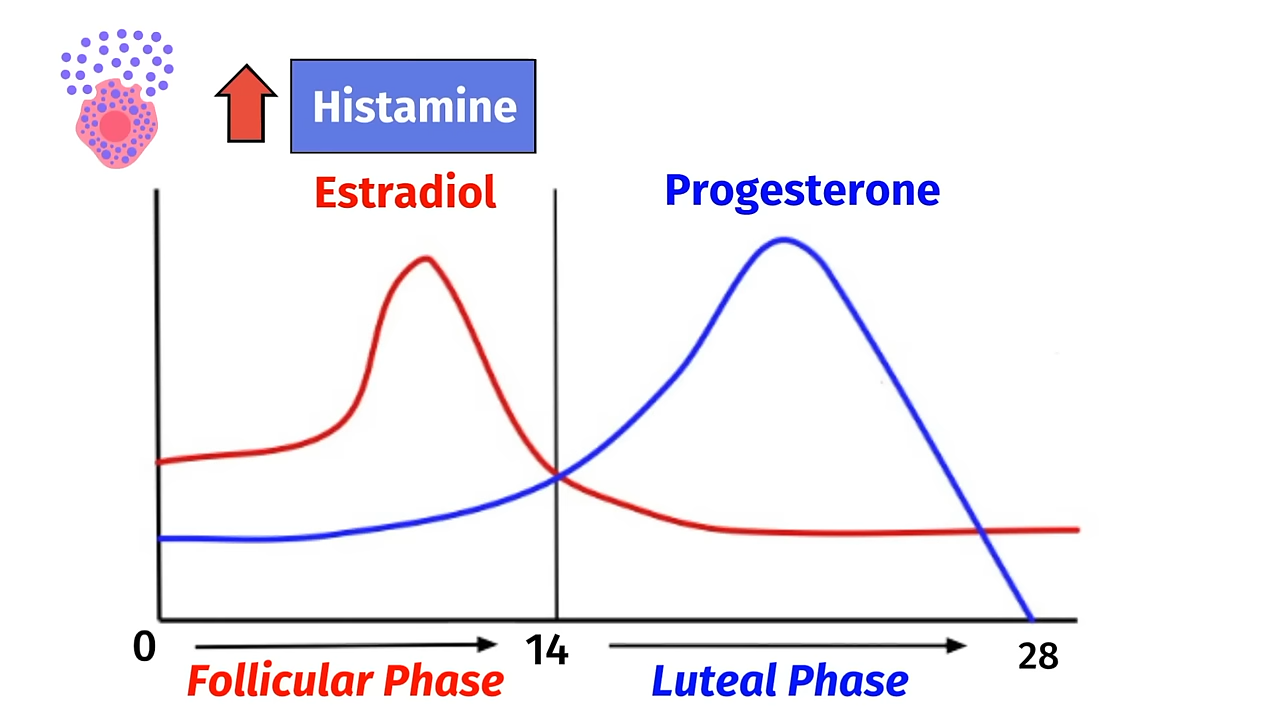 Histamine
Estradiol
Progesterone
0
14
28
Follicular Phase
Luteal Phase